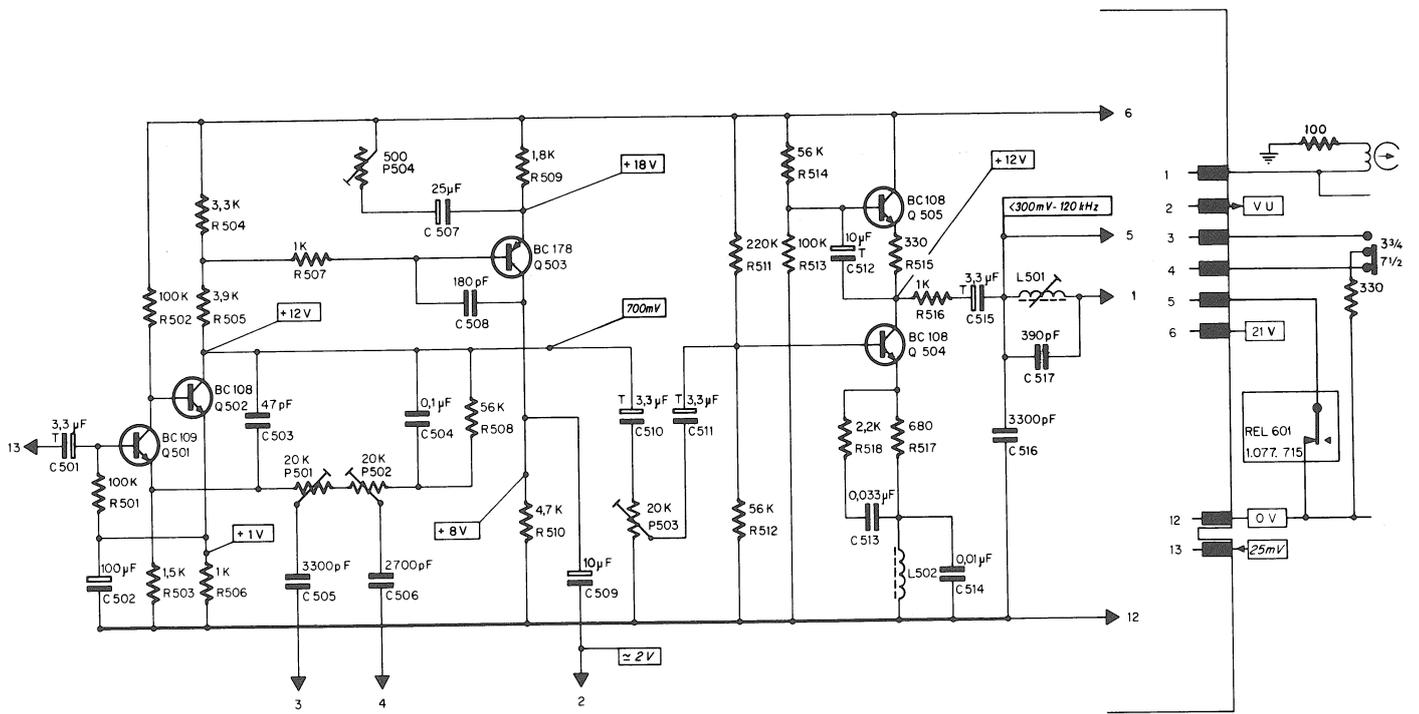 6
500
P504
1,8K
R509
+18V
25µF
C507
3,3K
R504
1K
R507
BC178
Q503
180pF
C508
100K
R502
3,9K
R505
+12V
700mV
BC108
Q502
47pF
C503
0,1µF
C504
56K
R508
3,3µF
T
C501
13
BC109
Q501
100K
R501
20K
P501
20K
P502
+8V
4,7K
R510
+1V
100µF
C502
1,5K
R503
1K
R506
3300pF
C505
2700pF
C506
10µF
C509
≃2V
3
4
2
T
3,3µF
C510
T
3,3µF
C511
20K
P503
220K
R511
56K
R512
56K
R514
100K
R513
10µF
T
C512
BC108
Q505
330
R515
+12V
1K
R516
3,3µF
T
C515
<300mV-120kHz
5
L501
1
390pF
C517
BC108
Q504
2,2K
R518
680
R517
3300pF
C516
0,033µF
C513
L502
0,01µF
C514
12
100
1
2
VU
3
3¾
4
7½
330
5
6
21V
REL 601
1.077.715
12
0V
13
25mV